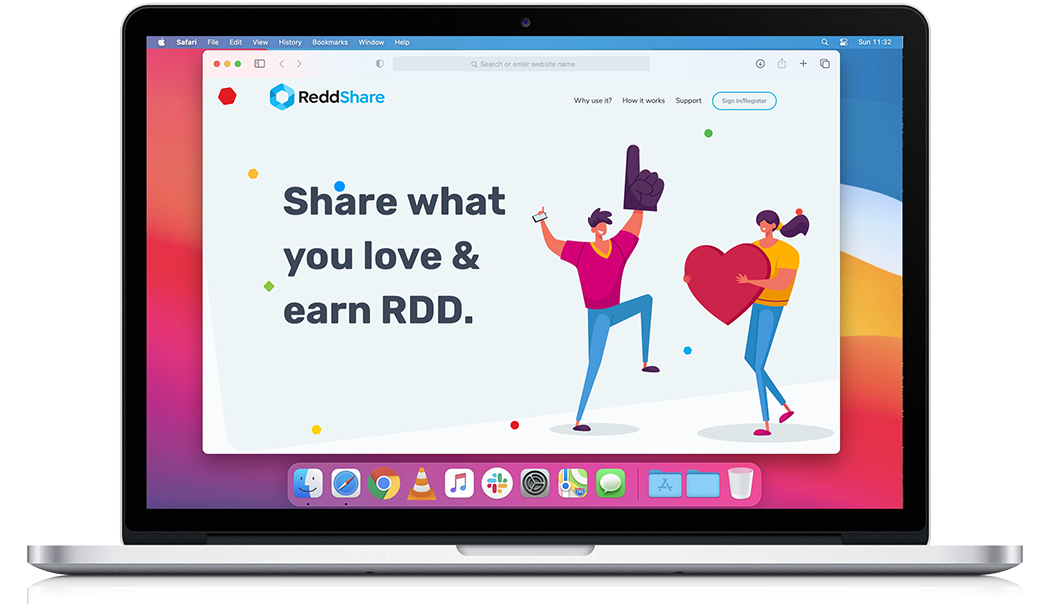 Safari File Edit View History Bookmarks Window Help Sun 11:32
Search or enter website name
ReddShare
Why use it? How it works Support Sign in/Register
Share what
you love &
earn RDD.